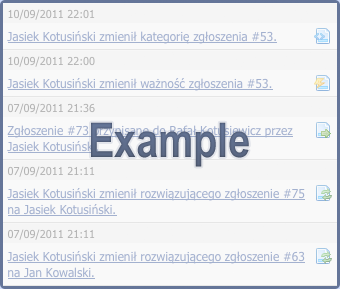 10/09/2011 22:01
Jasiek Kotusiński zmienił kategorię zgłoszenia #53.
10/09/2011 22:00
Jasiek Kotusiński zmienił ważność zgłoszenia #53.
07/09/2011 21:36
Zgłoszenie #73 przypisane do Rafał Kotusiewicz przez
Jasiek Kotusiński.
Example
07/09/2011 21:11
Jasiek Kotusiński zmienił rozwiązującego zgłoszenie #75
na Jasiek Kotusiński.
07/09/2011 21:11
Jasiek Kotusiński zmienił rozwiązującego zgłoszenie #63
na Jan Kowalski.